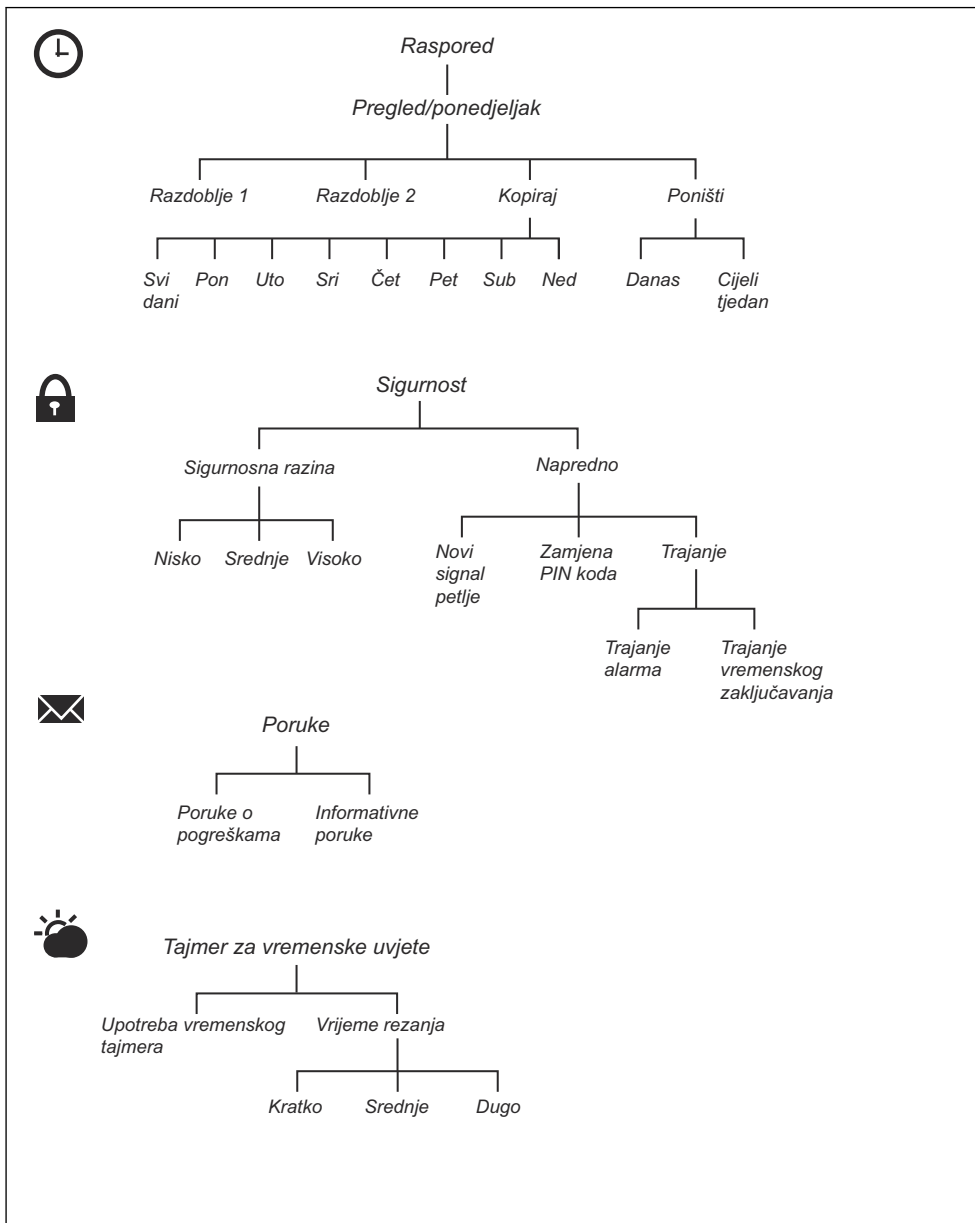 Raspored
Pregled/ponedjeljak
Razdoblje 1
Razdoblje 2
Kopiraj
Poništi
Svi
dani
Pon
Uto
Sri
Čet
Pet
Sub
Ned
Danas
Cijeli
tjedan
Sigurnost
Sigurnosna razina
Napredno
Nisko
Srednje
Visoko
Novi
signal
petlje
Zamjena
PIN koda
Trajanje
Trajanje
alarma
Trajanje
vremenskog
zaključavanja
Poruke
Poruke o
pogreškama
Informativne
poruke
Tajmer za vremenske uvjete
Upotreba vremenskog
tajmera
Vrijeme rezanja
Kratko
Srednje
Dugo